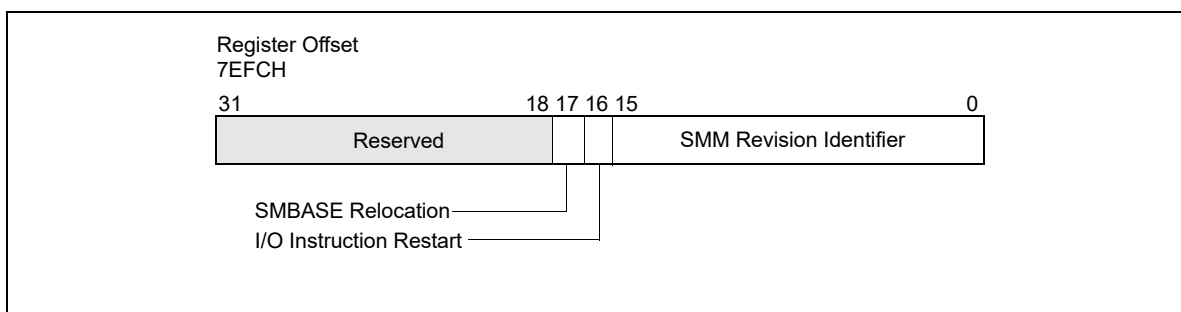 Register Offset
7EFCH
31 18 17 16 15 0
Reserved SMM Revision Identifier
SMBASE Relocation
I/O Instruction Restart